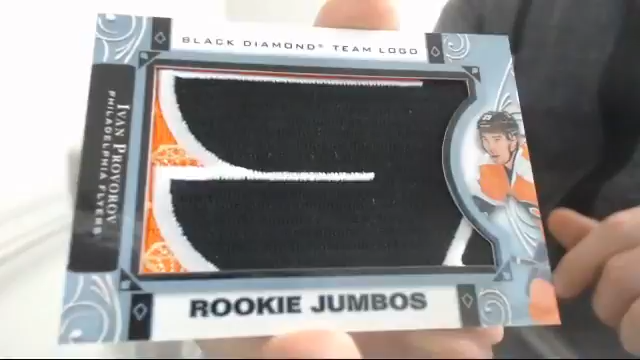 BLACK DIAMOND® TEAM LOGO
IVAN PROVOROV
PHILADELPHIA FLYERS®
ROOKIE JUMBOS